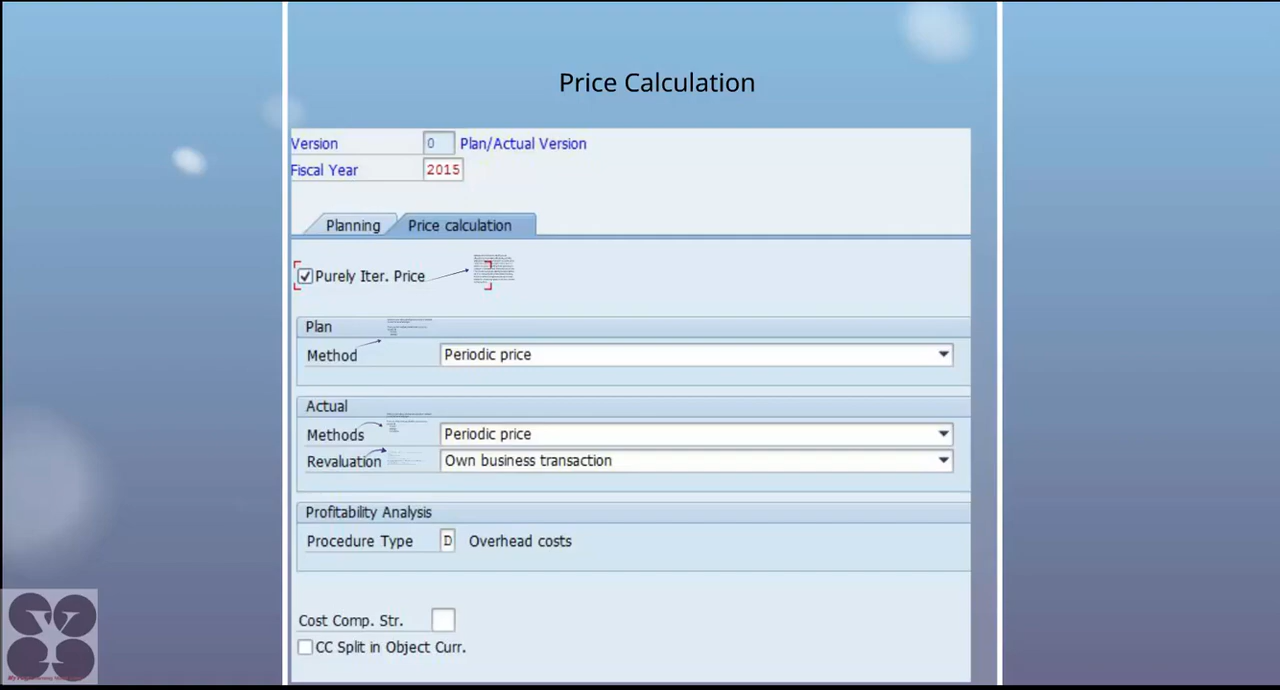 Price Calculation
Version 0 Plan/Actual Version
Fiscal Year 2015
Planning Price calculation
Purely Iter. Price
Plan
Method Periodic price
Actual
Methods Periodic price
Revaluation Own business transaction
Profitability Analysis
Procedure Type D Overhead costs
Cost Comp. Str.
CC Split in Object Curr.